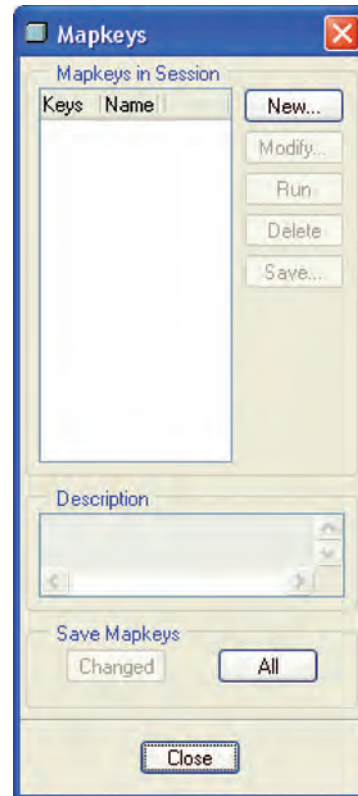 Mapkeys
Mapkeys in Session
Keys Name
New...
Modify...
Run
Delete
Save...
Description
Save Mapkeys
Changed All
Close